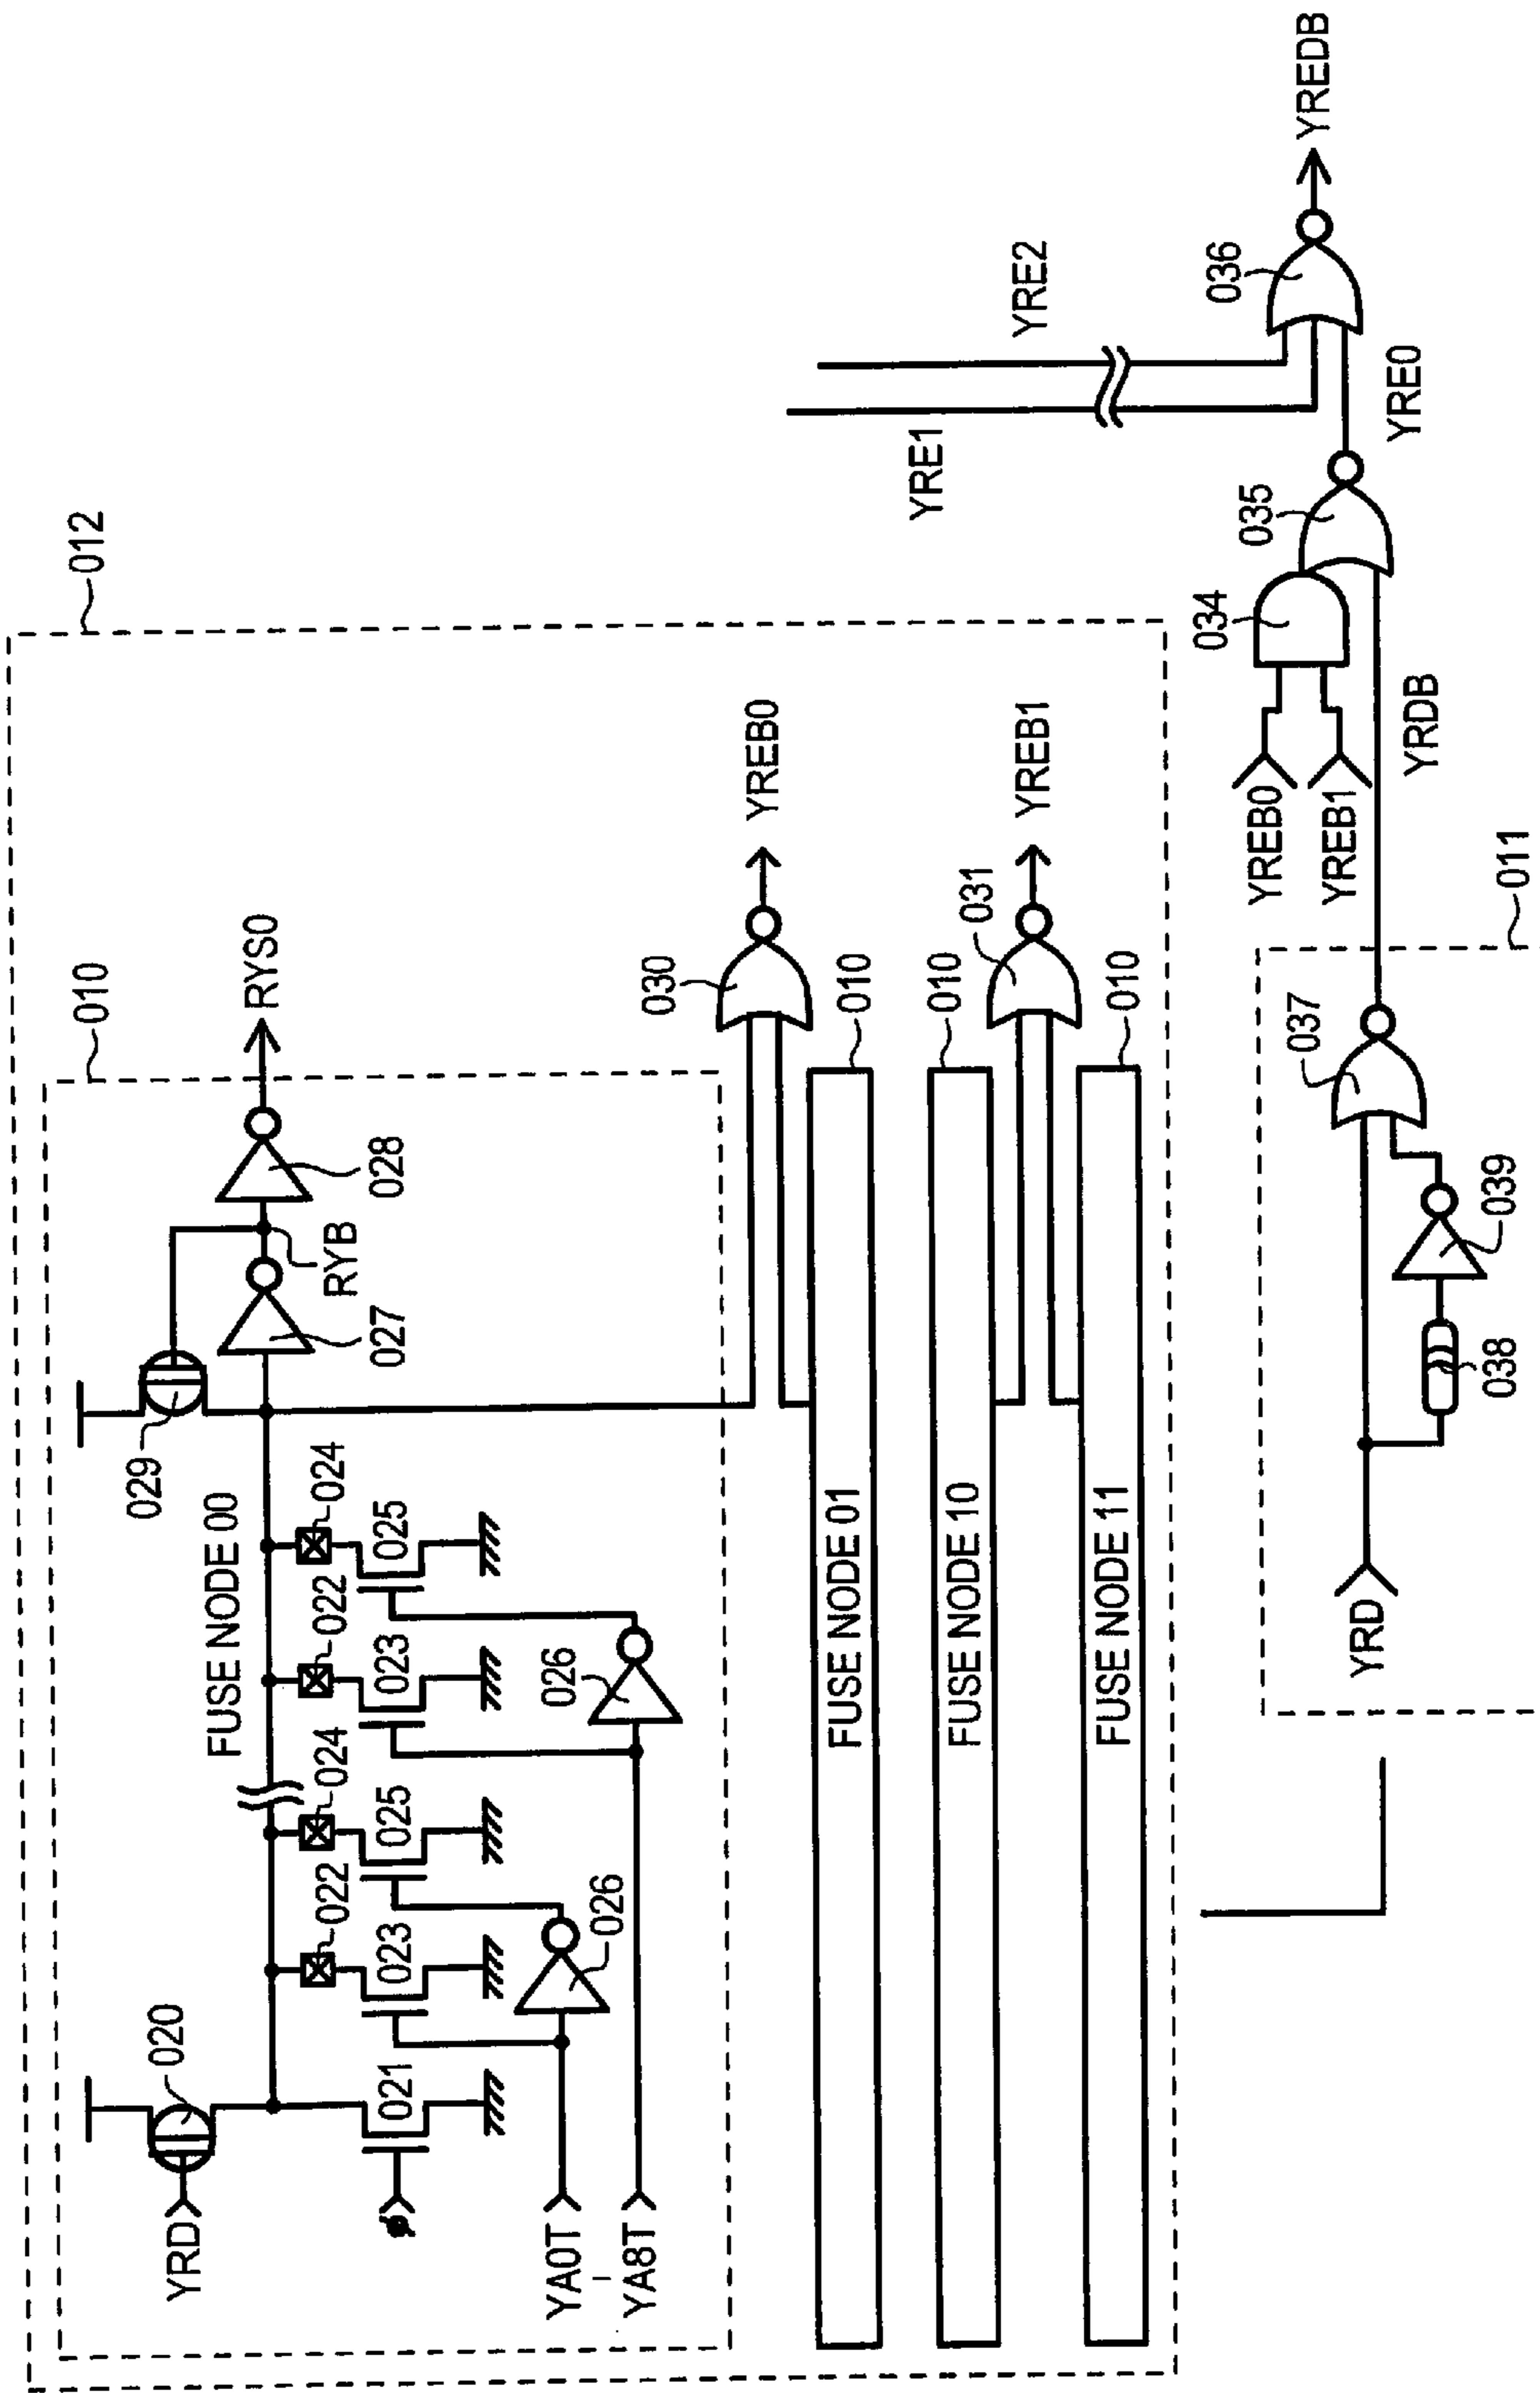 012
010
YRD
020
021
ϕ
YA0T
–
YA8T
022
023
024
025
026
022
023
024
025
026
FUSE NODE 00
029
027
RYB
028
RYS0
030
YREB0
FUSE NODE 01
010
FUSE NODE 10
010
031
YREB1
FUSE NODE 11
010
YREB0
YREB1
034
035
YRE0
YRE1
YRE2
036
YREDB
YRDB
011
YRD
037
038
039